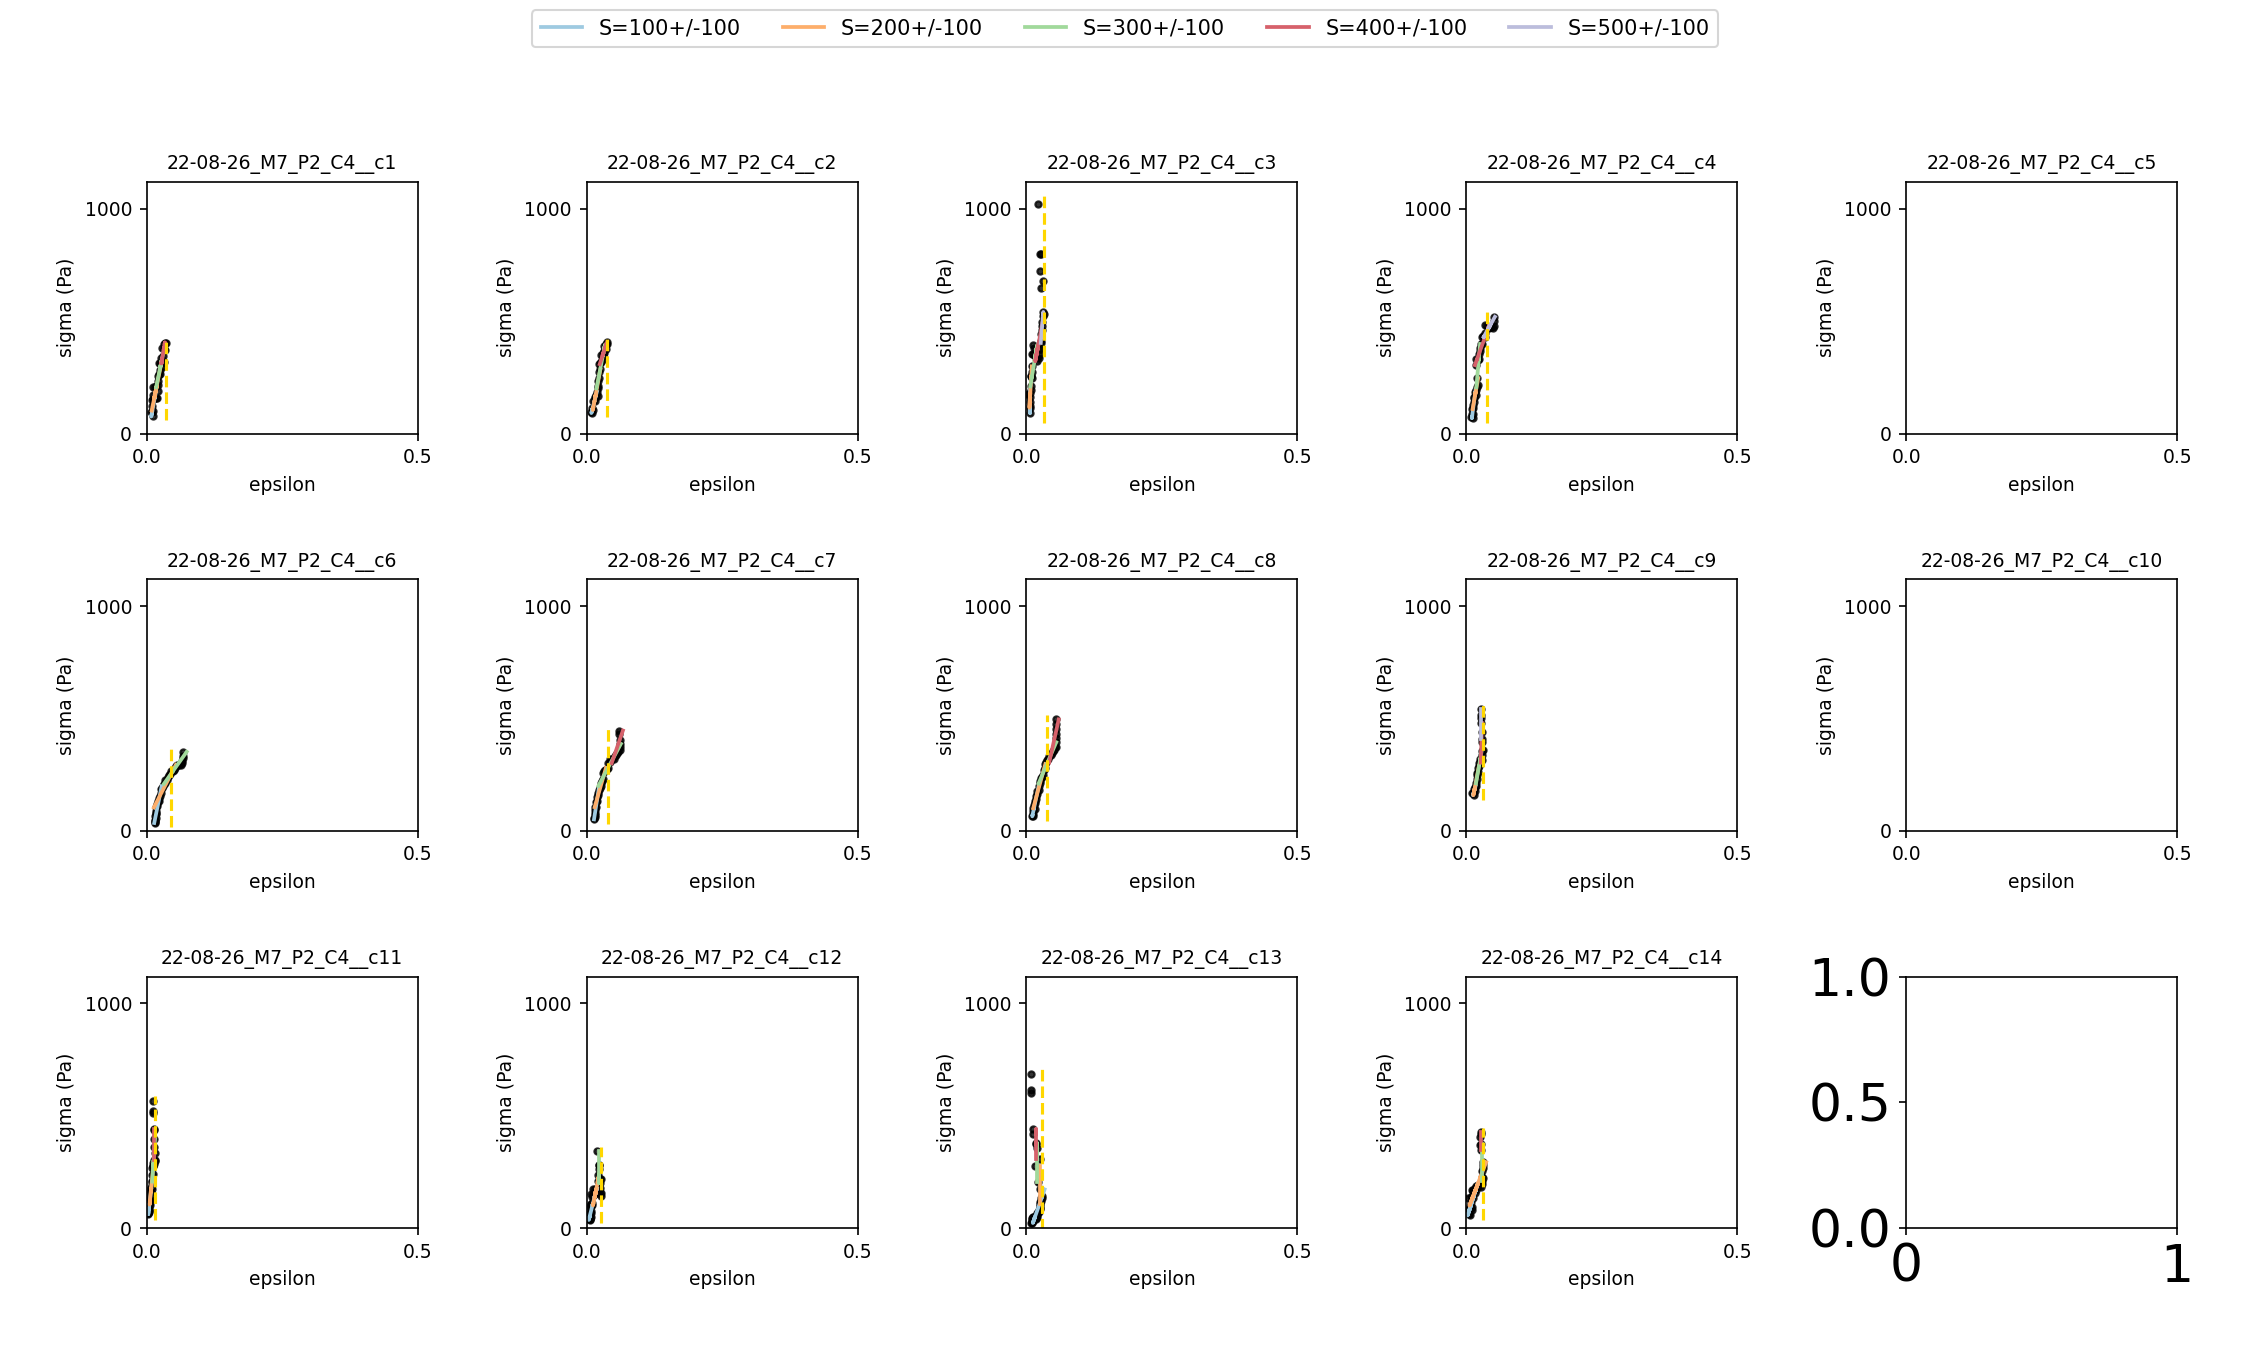 S=100+/-100 S=200+/-100 S=300+/-100 S=400+/-100 S=500+/-100
22-08-26_M7_P2_C4__c1 22-08-26_M7_P2_C4__c2 22-08-26_M7_P2_C4__c3 22-08-26_M7_P2_C4__c4 22-08-26_M7_P2_C4__c5
1000 1000 1000 1000 1000
sigma (Pa) sigma (Pa) sigma (Pa) sigma (Pa) sigma (Pa)
0 0 0 0 0
0.0 0.5 0.0 0.5 0.0 0.5 0.0 0.5 0.0 0.5
epsilon epsilon epsilon epsilon epsilon
22-08-26_M7_P2_C4__c6 22-08-26_M7_P2_C4__c7 22-08-26_M7_P2_C4__c8 22-08-26_M7_P2_C4__c9 22-08-26_M7_P2_C4__c10
1000 1000 1000 1000 1000
sigma (Pa) sigma (Pa) sigma (Pa) sigma (Pa) sigma (Pa)
0 0 0 0 0
0.0 0.5 0.0 0.5 0.0 0.5 0.0 0.5 0.0 0.5
epsilon epsilon epsilon epsilon epsilon
22-08-26_M7_P2_C4__c11 22-08-26_M7_P2_C4__c12 22-08-26_M7_P2_C4__c13 22-08-26_M7_P2_C4__c14
1000 1000 1000 1000 1.0
sigma (Pa) sigma (Pa) sigma (Pa) sigma (Pa) 0.5
0 0 0 0 0.0
0.0 0.5 0.0 0.5 0.0 0.5 0.0 0.5 0 1
epsilon epsilon epsilon epsilon